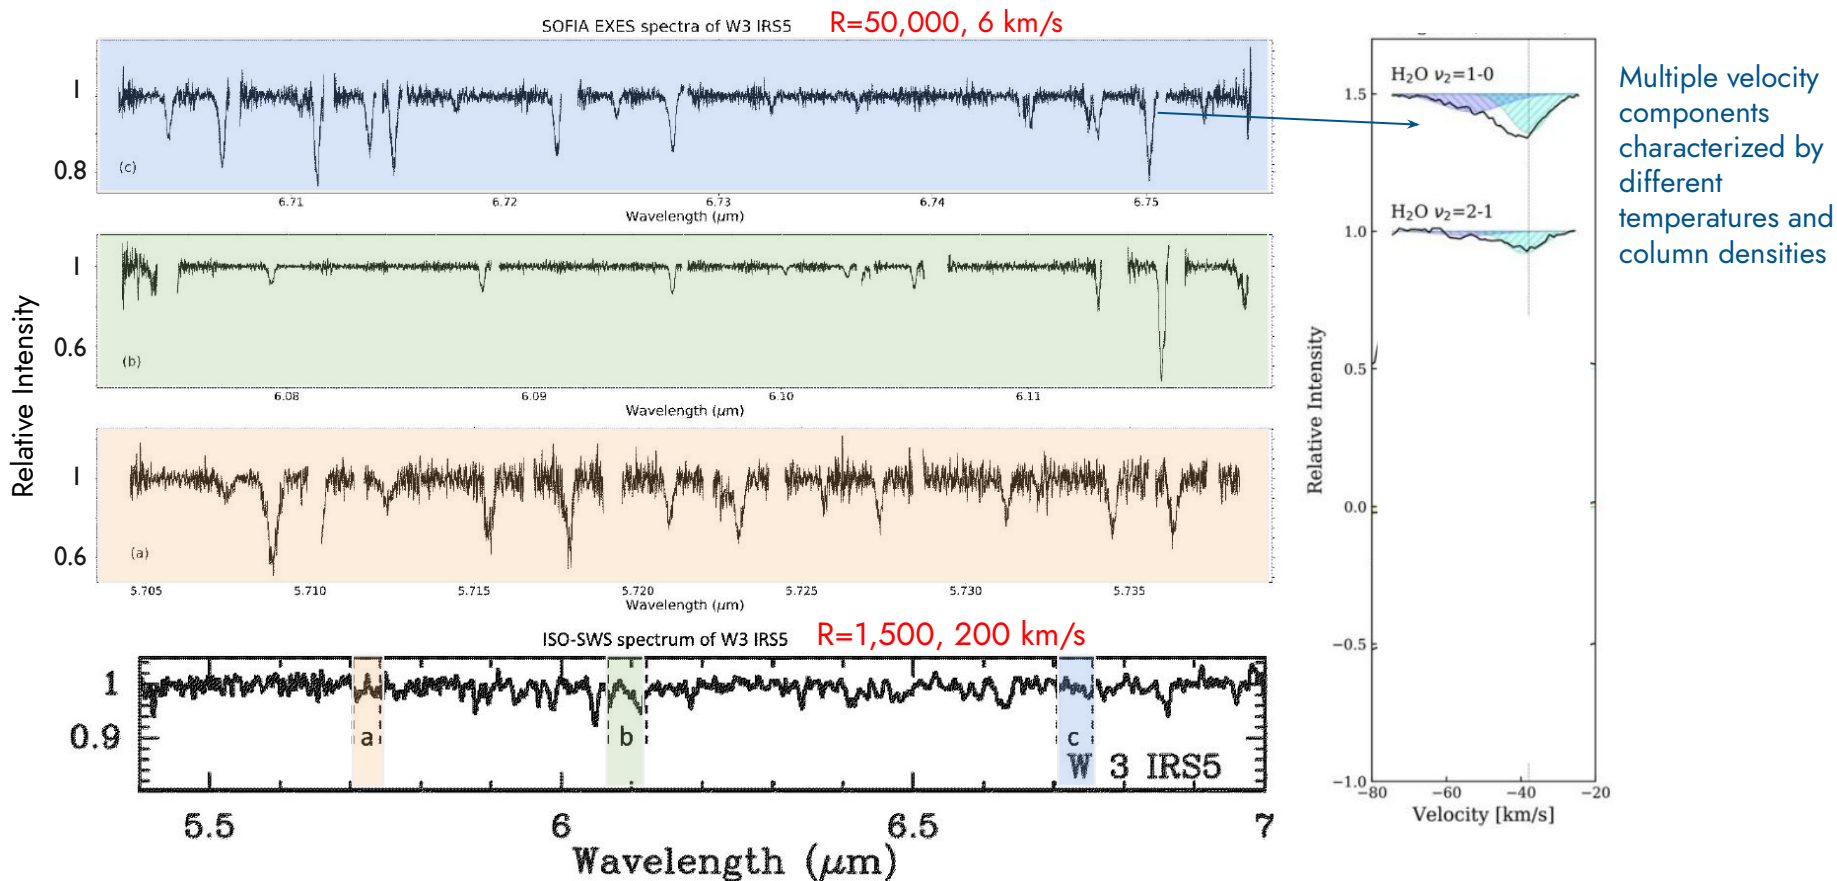 SOFIA EXES spectra of W3 IRS5
R=50,000, 6 km/s
1
0.8
(c)
6.71
6.72
6.73
6.74
6.75
Wavelength (μm)
1
0.6
(b)
6.08
6.09
6.10
6.11
Wavelength (μm)
Relative Intensity
1
0.6
(a)
5.705
5.710
5.715
5.720
5.725
5.730
5.735
Wavelength (μm)
ISO-SWS spectrum of W3 IRS5
R=1,500, 200 km/s
1
0.9
a
b
c
W 3 IRS5
5.5
6
6.5
7
Wavelength (μm)
H₂O ν₂=1-0
1.5
H₂O ν₂=2-1
1.0
0.5
0.0
−0.5
−1.0
Relative Intensity
−80
−60
−40
−20
Velocity [km/s]
Multiple velocity
components
characterized by
different
temperatures and
column densities